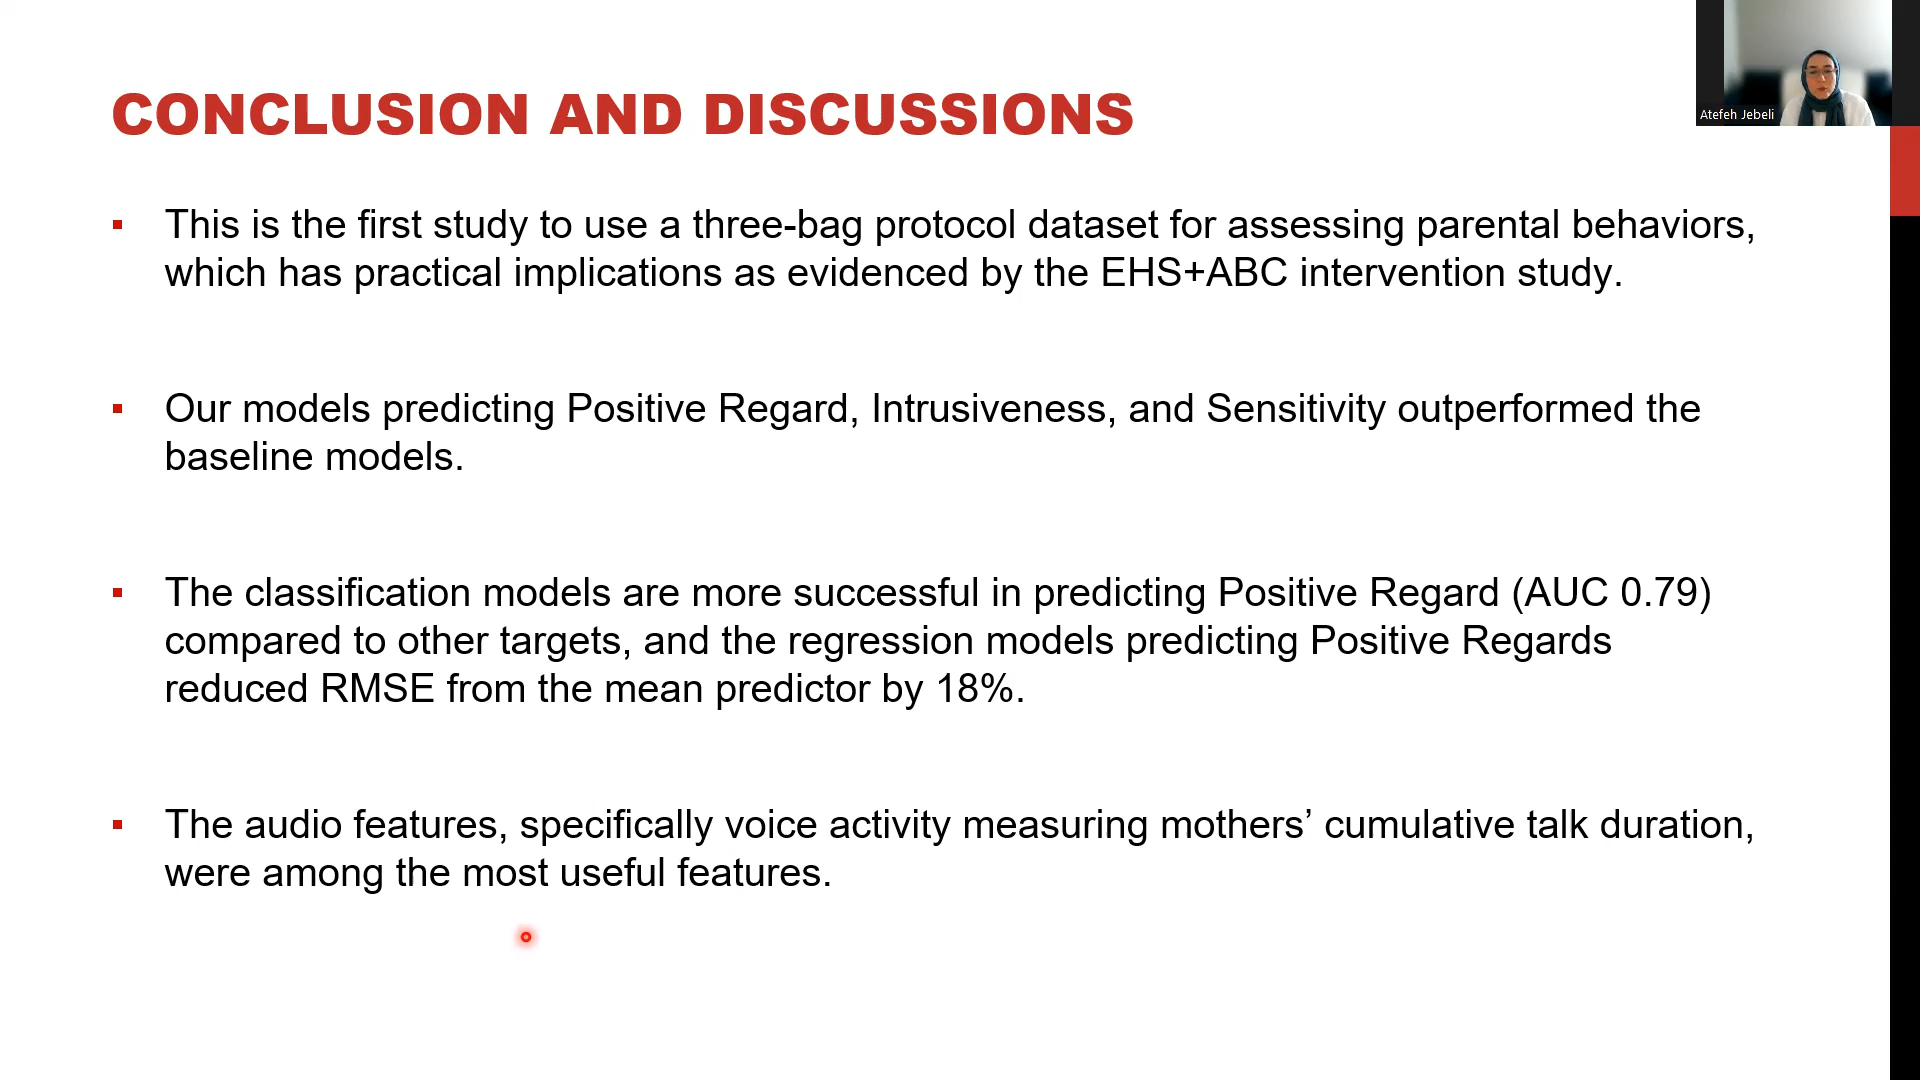 Atefeh Jebeli
CONCLUSION AND DISCUSSIONS
▪ This is the first study to use a three-bag protocol dataset for assessing parental behaviors,
which has practical implications as evidenced by the EHS+ABC intervention study.
▪ Our models predicting Positive Regard, Intrusiveness, and Sensitivity outperformed the
baseline models.
▪ The classification models are more successful in predicting Positive Regard (AUC 0.79)
compared to other targets, and the regression models predicting Positive Regards
reduced RMSE from the mean predictor by 18%.
▪ The audio features, specifically voice activity measuring mothers’ cumulative talk duration,
were among the most useful features.